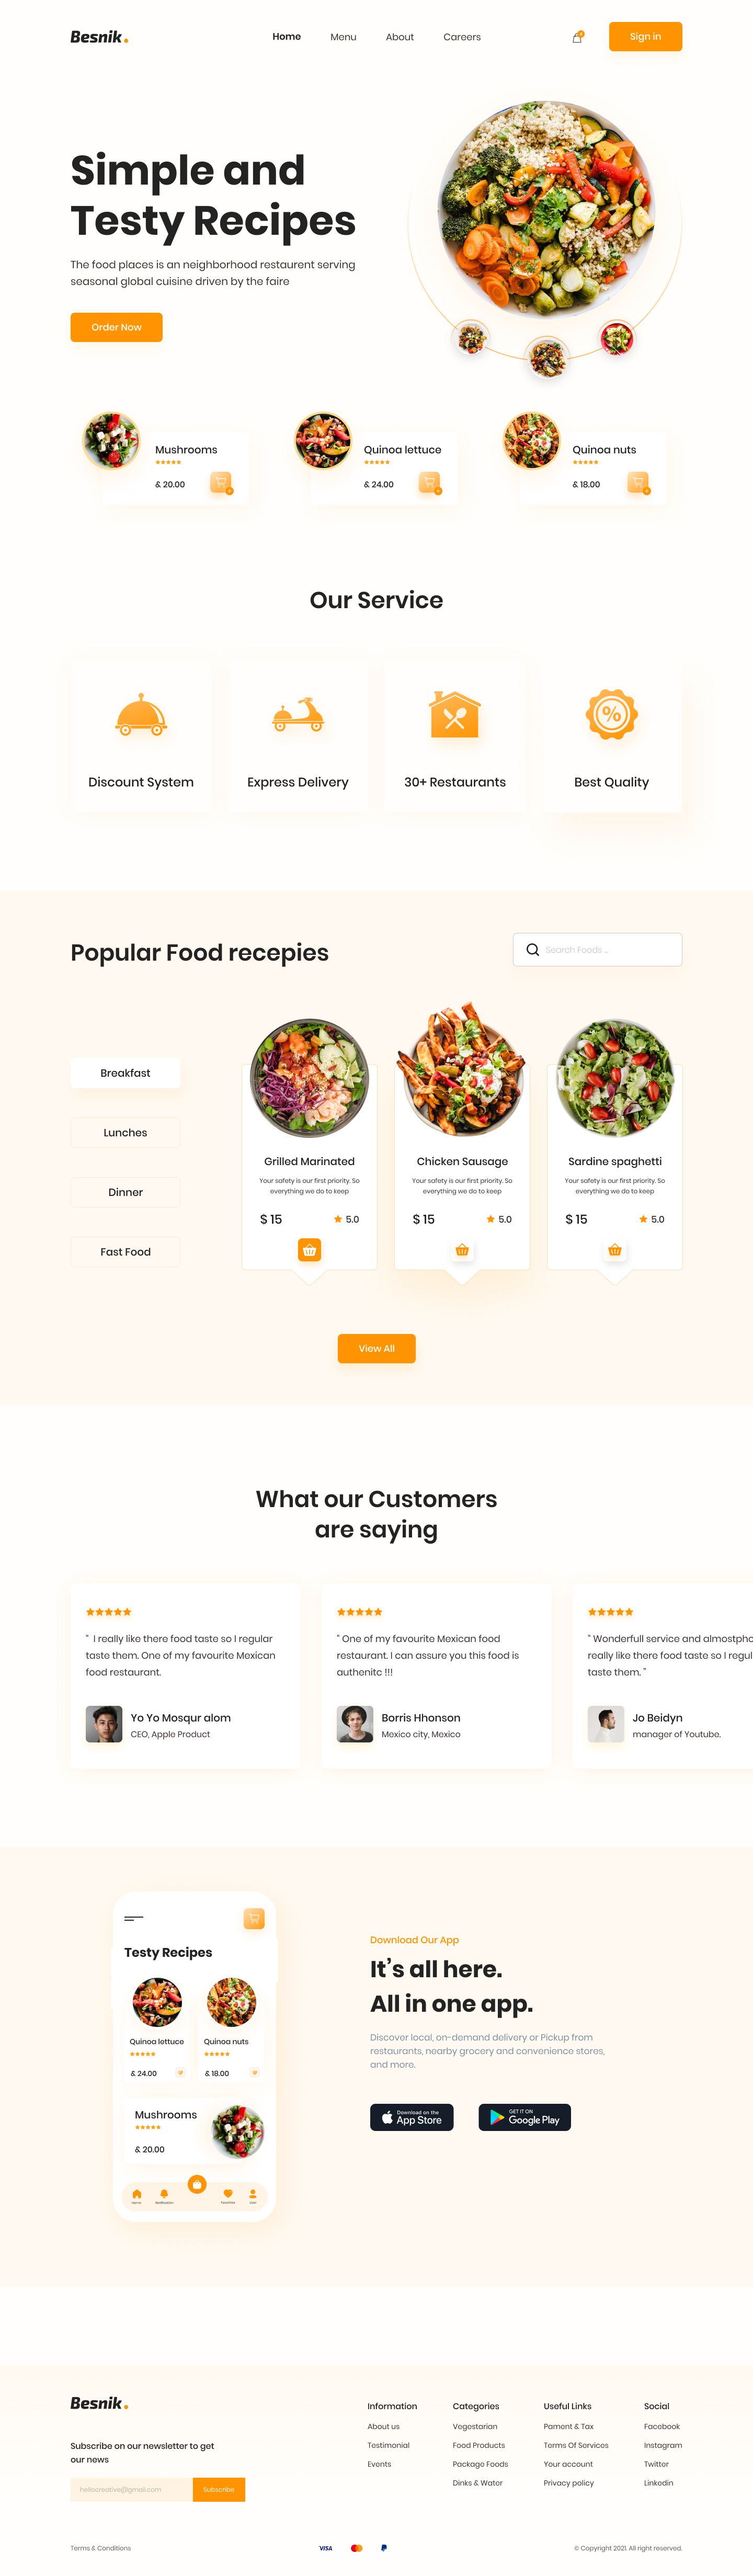 Besnik.
Home
Menu
About
Careers
Sign in
Simple and
Testy Recipes
The food places is an neighborhood restaurent serving
seasonal global cuisine driven by the faire
Order Now
Mushrooms
& 20.00
Quinoa lettuce
& 24.00
Quinoa nuts
& 18.00
Our Service
Discount System
Express Delivery
30+ Restaurants
Best Quality
Popular Food recepies
Search Foods ..
Breakfast
Lunches
Dinner
Fast Food
Grilled Marinated
Your safety is our first priority. So
everything we do to keep
$ 15
5.0
Chicken Sausage
Your safety is our first priority. So
everything we do to keep
$ 15
5.0
Sardine spaghetti
Your safety is our first priority. So
everything we do to keep
$ 15
5.0
View All
What our Customers
are saying
" I really like there food taste so I regular
taste them. One of my favourite Mexican
food restaurant.
Yo Yo Mosqur alom
CEO, Apple Product
" One of my favourite Mexican food
restaurant. I can assure you this food is
authenitc !!!
Borris Hhonson
Mexico city, Mexico
" Wonderfull service and almostpho
really like there food taste so I regul
taste them. "
Jo Beidyn
manager of Youtube.
Testy Recipes
Quinoa lettuce
& 24.00
Quinoa nuts
& 18.00
Mushrooms
& 20.00
Download Our App
It's all here.
All in one app.
Discover local, on-demand delivery or Pickup from
restaurants, nearby grocery and convenience stores,
and more.
Download on the
App Store
GET IT ON
Google Play
Besnik.
Subscribe on our newsletter to get
our news
hellocreative@gmail.com
Subscribe
Information
About us
Testimonial
Events
Categories
Vegestarian
Food Products
Package Foods
Dinks & Water
Useful Links
Pament & Tax
Terms Of Services
Your account
Privacy policy
Social
Facebook
Instagram
Twitter
Linkedin
Terms & Conditions
VISA
© Copyright 2021. All right reserved.